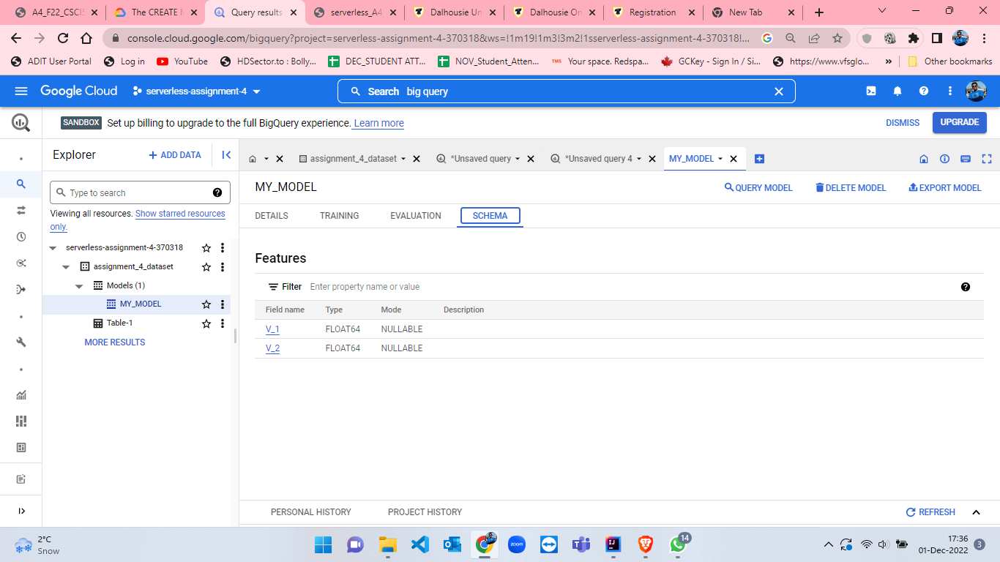 A4_F22_CSCI5
The CREATE M
Query results
serverless_A4
Dalhousie Un
Dalhousie On
Registration
New Tab
console.cloud.google.com/bigquery?project=serverless-assignment-4-370318&ws=!1m19!1m3!3m2!1sserverless-assignment-4-370318!...
ADIT User Portal
Log in
YouTube
HDSector.to : Bolly...
DEC_STUDENT ATT...
NOV_Student_Atten...
TMS
Your space. Redspa...
GCKey - Sign In / Si...
https://www.vfsglo...
»
Other bookmarks
Google Cloud
serverless-assignment-4
Search big query
SANDBOX
Set up billing to upgrade to the full BigQuery experience. Learn more
DISMISS
UPGRADE
Explorer
+ ADD DATA
assignment_4_dataset
*Unsaved query
*Unsaved query 4
MY_MODEL
Type to search
Viewing all resources. Show starred resources
only.
serverless-assignment-4-370318
assignment_4_dataset
Models (1)
MY_MODEL
Table-1
MORE RESULTS
MY_MODEL
QUERY MODEL
DELETE MODEL
EXPORT MODEL
DETAILS
TRAINING
EVALUATION
SCHEMA
Features
Filter Enter property name or value
Field name Type Mode Description
V_1 FLOAT64 NULLABLE
V_2 FLOAT64 NULLABLE
PERSONAL HISTORY
PROJECT HISTORY
REFRESH
2°C
Snow
zoom
14
17:36
01-Dec-2022
3